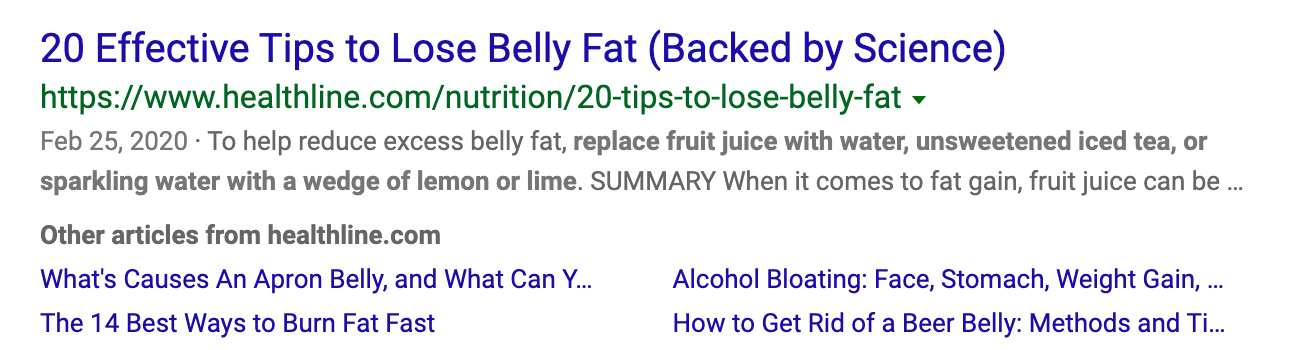 20 Effective Tips to Lose Belly Fat (Backed by Science)
https://www.healthline.com/nutrition/20-tips-to-lose-belly-fat
Feb 25, 2020 · To help reduce excess belly fat, replace fruit juice with water, unsweetened iced tea, or
sparkling water with a wedge of lemon or lime. SUMMARY When it comes to fat gain, fruit juice can be ...
Other articles from healthline.com
What's Causes An Apron Belly, and What Can Y...
Alcohol Bloating: Face, Stomach, Weight Gain, ...
The 14 Best Ways to Burn Fat Fast
How to Get Rid of a Beer Belly: Methods and Ti...